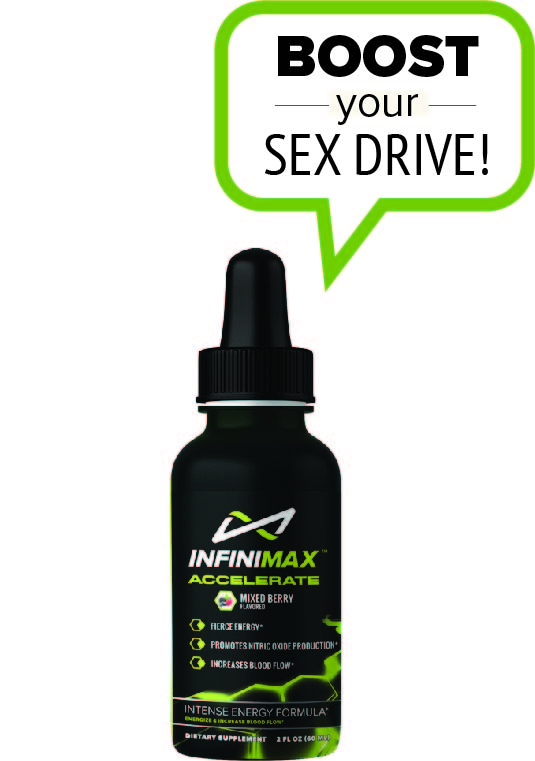 BOOST
your
SEX DRIVE!
INFINIMAX™
ACCELERATE
MIXED BERRY
FLAVORED
FIERCE ENERGY*
PROMOTES NITRIC OXIDE PRODUCTION*
INCREASES BLOOD FLOW*
INTENSE ENERGY FORMULA*
ENERGIZE & INCREASE BLOOD FLOW*
DIETARY SUPPLEMENT 2 FL OZ (60 ML)